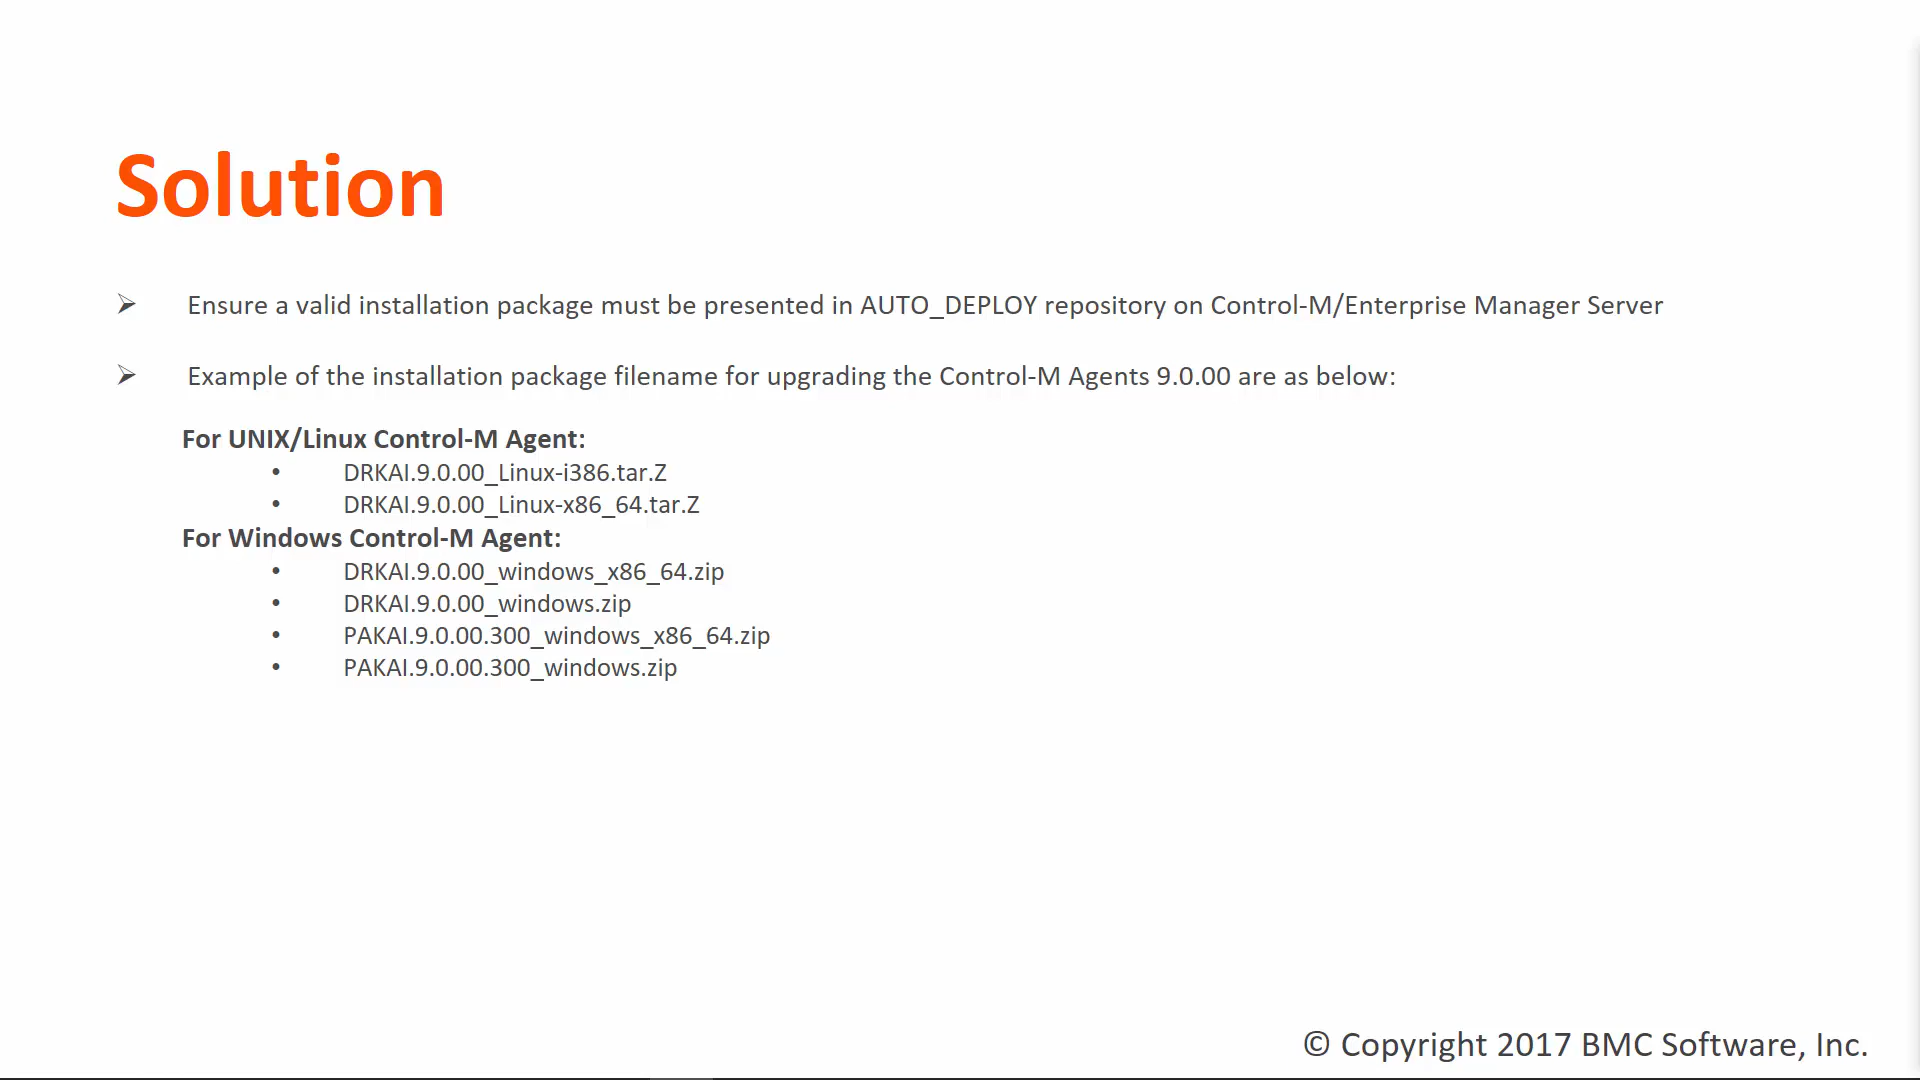 Solution
➢ Ensure a valid installation package must be presented in AUTO_DEPLOY repository on Control-M/Enterprise Manager Server
➢ Example of the installation package filename for upgrading the Control-M Agents 9.0.00 are as below:
For UNIX/Linux Control-M Agent:
• DRKAI.9.0.00_Linux-i386.tar.Z
• DRKAI.9.0.00_Linux-x86_64.tar.Z
For Windows Control-M Agent:
• DRKAI.9.0.00_windows_x86_64.zip
• DRKAI.9.0.00_windows.zip
• PAKAI.9.0.00.300_windows_x86_64.zip
• PAKAI.9.0.00.300_windows.zip
© Copyright 2017 BMC Software, Inc.